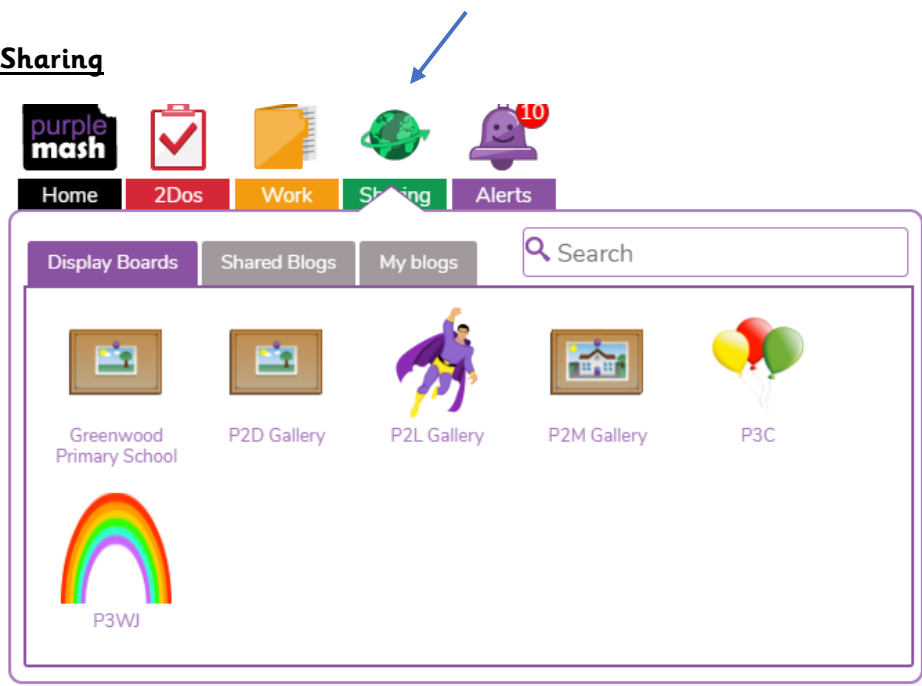 Sharing
purple
mash
10
Home 2Dos Work Sharing Alerts
Display Boards Shared Blogs My blogs Search
Greenwood
Primary School
P2D Gallery P2L Gallery P2M Gallery P3C
P3WJ